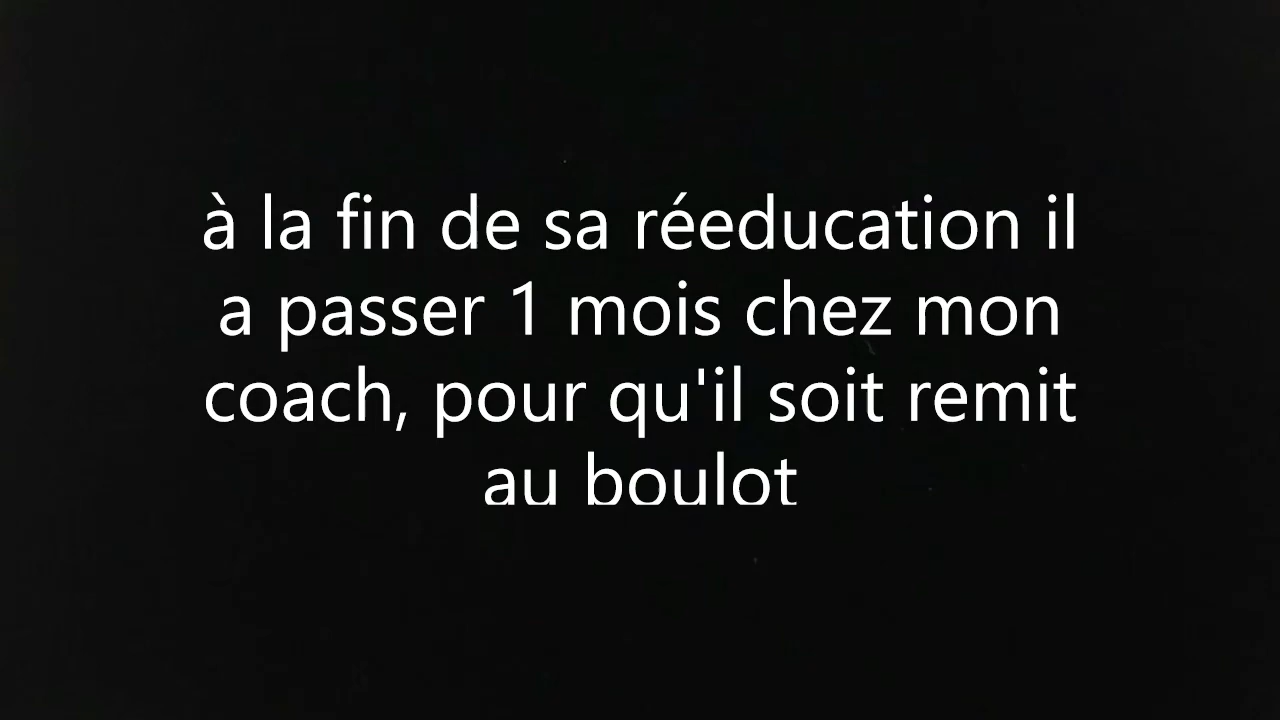 à la fin de sa réeducation il
a passer 1 mois chez mon
coach, pour qu'il soit remit
au boulot